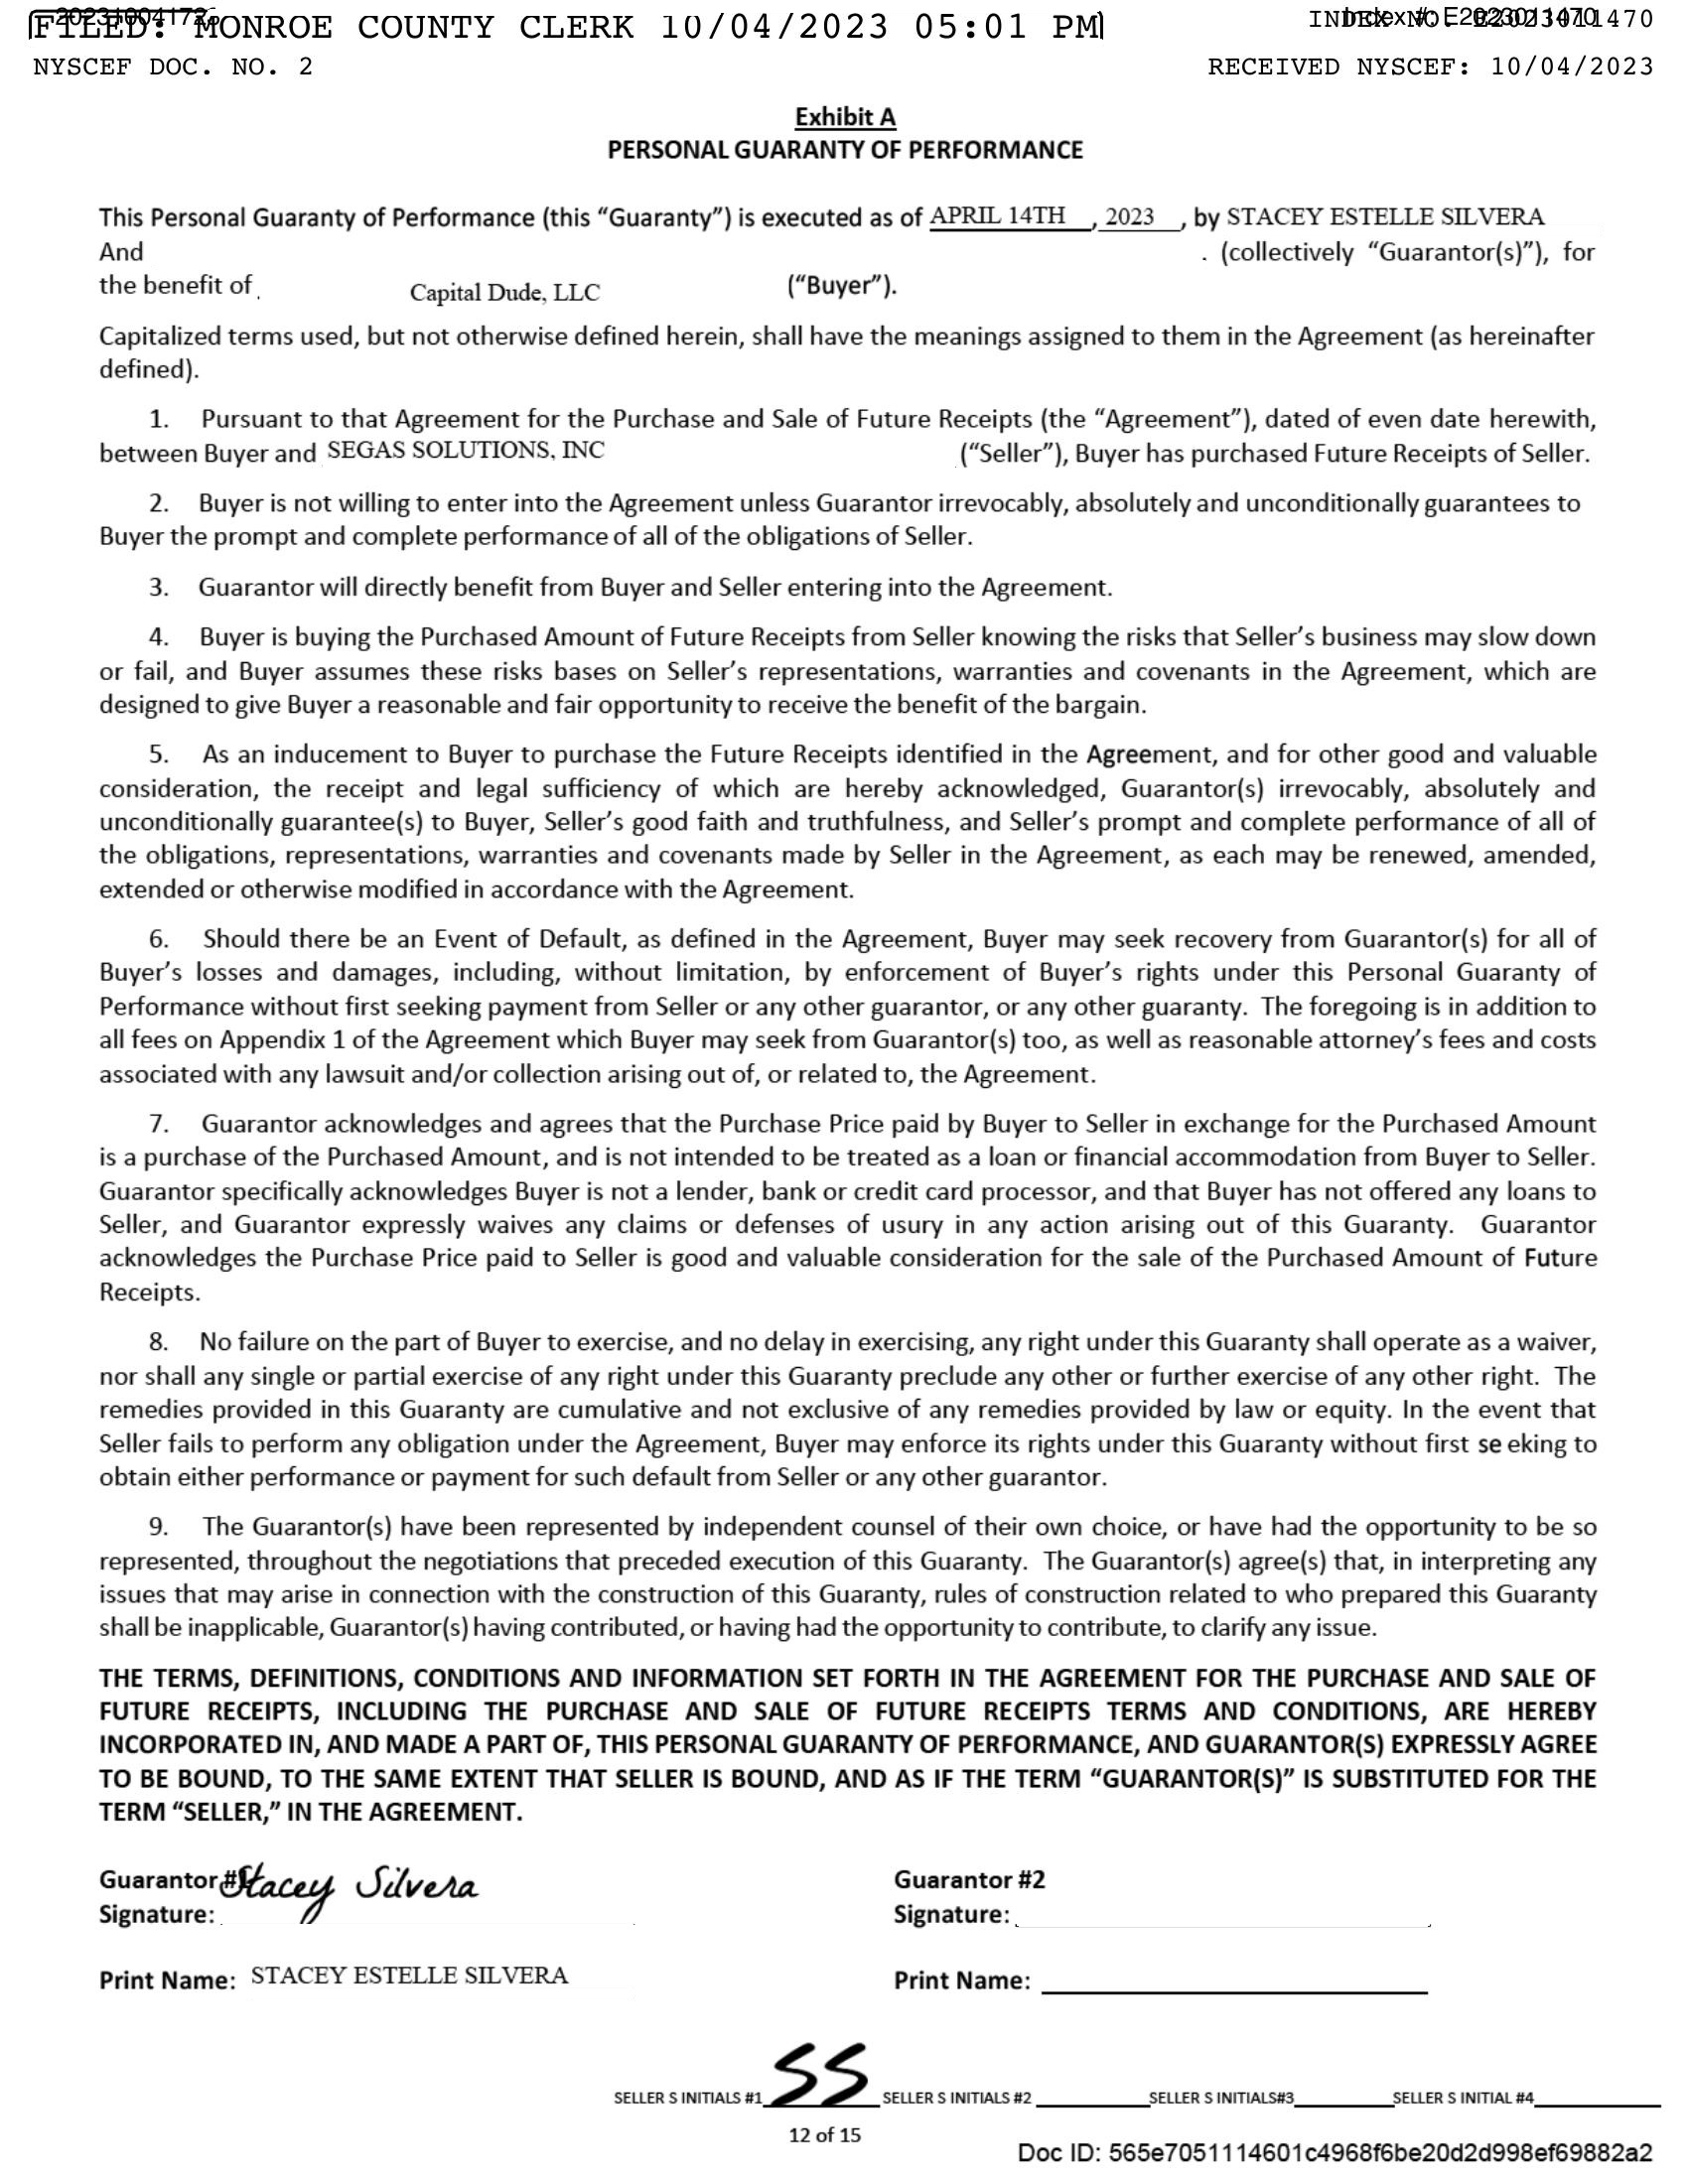 FILED: MONROE COUNTY CLERK 10/04/2023 05:01 PM
INDEX NO. E2023011470
Index #: E2023011470
NYSCEF DOC. NO. 2
RECEIVED NYSCEF: 10/04/2023
Exhibit A
PERSONAL GUARANTY OF PERFORMANCE
This Personal Guaranty of Performance (this “Guaranty”) is executed as of APRIL 14TH , 2023 , by STACEY ESTELLE SILVERA
And . (collectively “Guarantor(s)”), for
the benefit of Capital Dude, LLC (“Buyer”).
Capitalized terms used, but not otherwise defined herein, shall have the meanings assigned to them in the Agreement (as hereinafter
defined).
1. Pursuant to that Agreement for the Purchase and Sale of Future Receipts (the “Agreement”), dated of even date herewith,
between Buyer and SEGAS SOLUTIONS, INC (“Seller”), Buyer has purchased Future Receipts of Seller.
2. Buyer is not willing to enter into the Agreement unless Guarantor irrevocably, absolutely and unconditionally guarantees to
Buyer the prompt and complete performance of all of the obligations of Seller.
3. Guarantor will directly benefit from Buyer and Seller entering into the Agreement.
4. Buyer is buying the Purchased Amount of Future Receipts from Seller knowing the risks that Seller’s business may slow down
or fail, and Buyer assumes these risks bases on Seller’s representations, warranties and covenants in the Agreement, which are
designed to give Buyer a reasonable and fair opportunity to receive the benefit of the bargain.
5. As an inducement to Buyer to purchase the Future Receipts identified in the Agreement, and for other good and valuable
consideration, the receipt and legal sufficiency of which are hereby acknowledged, Guarantor(s) irrevocably, absolutely and
unconditionally guarantee(s) to Buyer, Seller’s good faith and truthfulness, and Seller’s prompt and complete performance of all of
the obligations, representations, warranties and covenants made by Seller in the Agreement, as each may be renewed, amended,
extended or otherwise modified in accordance with the Agreement.
6. Should there be an Event of Default, as defined in the Agreement, Buyer may seek recovery from Guarantor(s) for all of
Buyer’s losses and damages, including, without limitation, by enforcement of Buyer’s rights under this Personal Guaranty of
Performance without first seeking payment from Seller or any other guarantor, or any other guaranty. The foregoing is in addition to
all fees on Appendix 1 of the Agreement which Buyer may seek from Guarantor(s) too, as well as reasonable attorney’s fees and costs
associated with any lawsuit and/or collection arising out of, or related to, the Agreement.
7. Guarantor acknowledges and agrees that the Purchase Price paid by Buyer to Seller in exchange for the Purchased Amount
is a purchase of the Purchased Amount, and is not intended to be treated as a loan or financial accommodation from Buyer to Seller.
Guarantor specifically acknowledges Buyer is not a lender, bank or credit card processor, and that Buyer has not offered any loans to
Seller, and Guarantor expressly waives any claims or defenses of usury in any action arising out of this Guaranty. Guarantor
acknowledges the Purchase Price paid to Seller is good and valuable consideration for the sale of the Purchased Amount of Future
Receipts.
8. No failure on the part of Buyer to exercise, and no delay in exercising, any right under this Guaranty shall operate as a waiver,
nor shall any single or partial exercise of any right under this Guaranty preclude any other or further exercise of any other right. The
remedies provided in this Guaranty are cumulative and not exclusive of any remedies provided by law or equity. In the event that
Seller fails to perform any obligation under the Agreement, Buyer may enforce its rights under this Guaranty without first se eking to
obtain either performance or payment for such default from Seller or any other guarantor.
9. The Guarantor(s) have been represented by independent counsel of their own choice, or have had the opportunity to be so
represented, throughout the negotiations that preceded execution of this Guaranty. The Guarantor(s) agree(s) that, in interpreting any
issues that may arise in connection with the construction of this Guaranty, rules of construction related to who prepared this Guaranty
shall be inapplicable, Guarantor(s) having contributed, or having had the opportunity to contribute, to clarify any issue.
THE TERMS, DEFINITIONS, CONDITIONS AND INFORMATION SET FORTH IN THE AGREEMENT FOR THE PURCHASE AND SALE OF
FUTURE RECEIPTS, INCLUDING THE PURCHASE AND SALE OF FUTURE RECEIPTS TERMS AND CONDITIONS, ARE HEREBY
INCORPORATED IN, AND MADE A PART OF, THIS PERSONAL GUARANTY OF PERFORMANCE, AND GUARANTOR(S) EXPRESSLY AGREE
TO BE BOUND, TO THE SAME EXTENT THAT SELLER IS BOUND, AND AS IF THE TERM “GUARANTOR(S)” IS SUBSTITUTED FOR THE
TERM “SELLER,” IN THE AGREEMENT.
Guarantor #1 Stacey Silvera
Signature:
Print Name: STACEY ESTELLE SILVERA
Guarantor #2
Signature:
Print Name:
SELLER S INITIALS #1 SS SELLER S INITIALS #2 SELLER S INITIALS#3 SELLER S INITIAL #4
12 of 15
Doc ID: 565e7051114601c4968f6be20d2d998ef69882a2